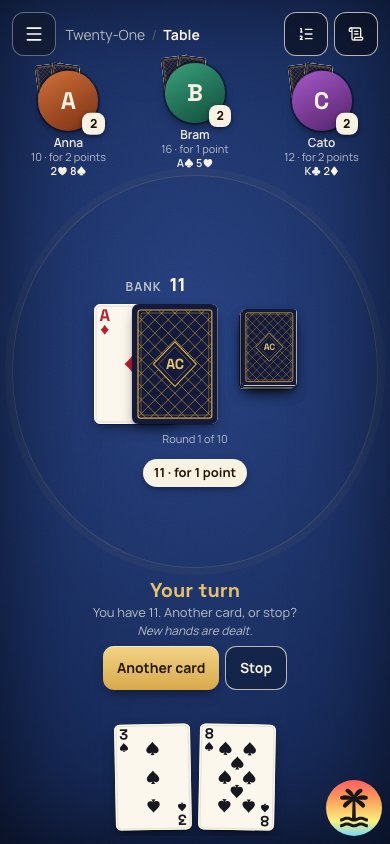 Twenty-One / Table
A
2
Anna
10 · for 2 points
2♥ 8♠
B
2
Bram
16 · for 1 point
A♠ 5♥
C
2
Cato
12 · for 2 points
K♣ 2♦
BANK 11
A
AC
AC
Round 1 of 10
11 · for 1 point
Your turn
You have 11. Another card, or stop?
New hands are dealt.
Another card
Stop
3
3
8
8